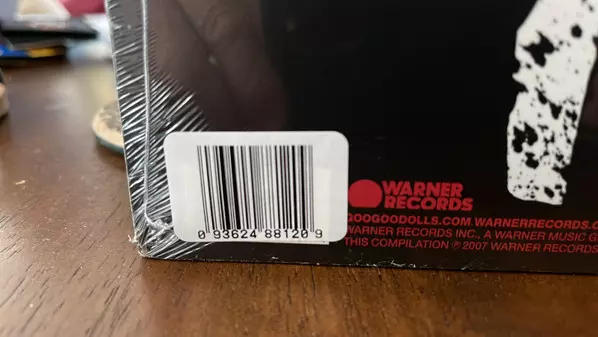 WARNER
RECORDS
GOOGOODOLLS.COM.WARNERRECORDS.C
WARNER RECORDS INC., A WARNER MUSIC G
THIS COMPILATION ℗ 2007 WARNER RECORDS
0 93624 88120 9